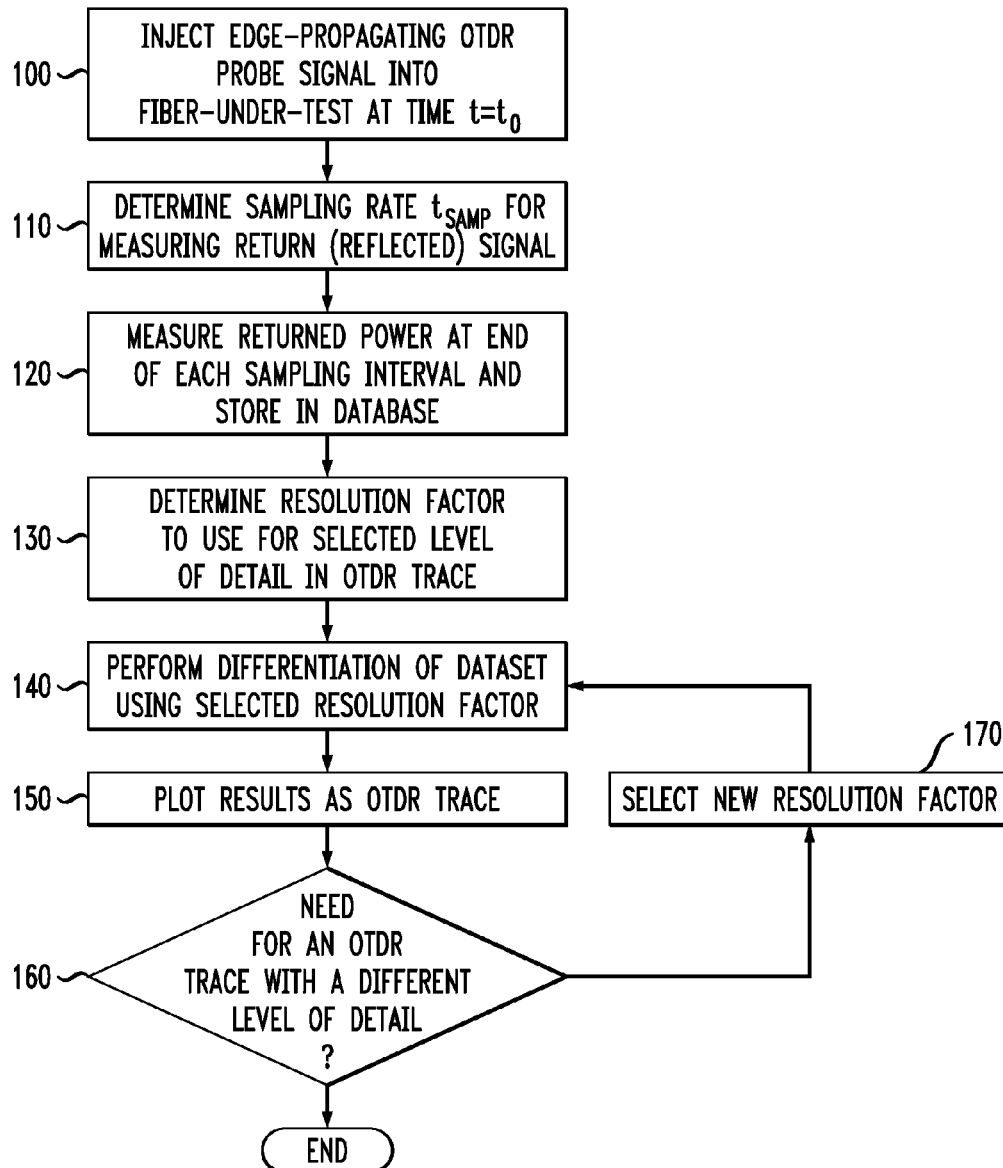 INJECT EDGE-PROPAGATING OTDR
PROBE SIGNAL INTO
FIBER-UNDER-TEST AT TIME t=t0
100
DETERMINE SAMPLING RATE tSAMP FOR
MEASURING RETURN (REFLECTED) SIGNAL
110
MEASURE RETURNED POWER AT END
OF EACH SAMPLING INTERVAL AND
STORE IN DATABASE
120
DETERMINE RESOLUTION FACTOR
TO USE FOR SELECTED LEVEL
OF DETAIL IN OTDR TRACE
130
PERFORM DIFFERENTIATION OF DATASET
USING SELECTED RESOLUTION FACTOR
140
170
PLOT RESULTS AS OTDR TRACE
150
SELECT NEW RESOLUTION FACTOR
NEED
FOR AN OTDR
TRACE WITH A DIFFERENT
LEVEL OF DETAIL
?
160
END